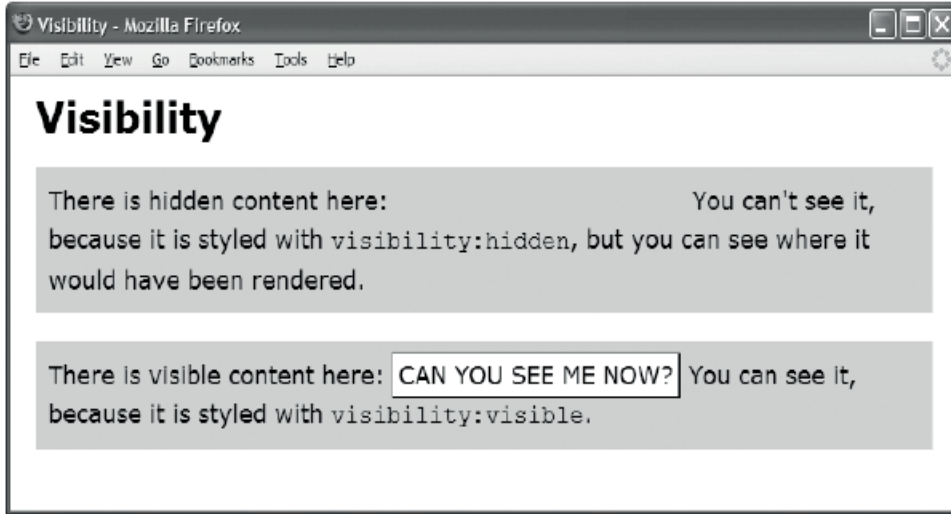 Visibility - Mozilla Firefox
File Edit View Go Bookmarks Tools Help
Visibility
There is hidden content here: You can't see it,
because it is styled with visibility:hidden, but you can see where it
would have been rendered.
There is visible content here: CAN YOU SEE ME NOW? You can see it,
because it is styled with visibility:visible.